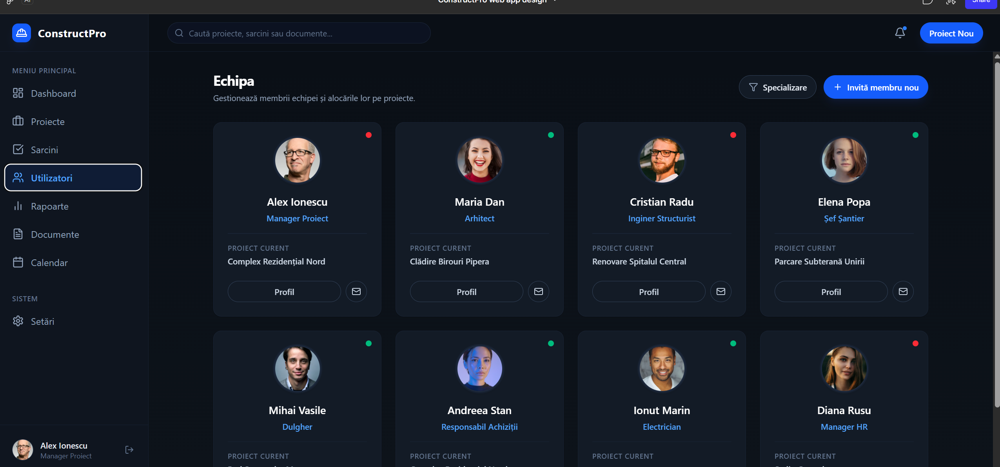 AI
ConstructPro web app design
Share
ConstructPro
Caută proiecte, sarcini sau documente...
Proiect Nou
MENIU PRINCIPAL
Dashboard
Proiecte
Sarcini
Utilizatori
Rapoarte
Documente
Calendar
SISTEM
Setări
Alex Ionescu
Manager Proiect
Echipa
Gestionează membrii echipei și alocările lor pe proiecte.
Specializare
Invită membru nou
Alex Ionescu
Manager Proiect
PROIECT CURENT
Complex Rezidențial Nord
Profil
Maria Dan
Arhitect
PROIECT CURENT
Clădire Birouri Pipera
Profil
Cristian Radu
Inginer Structurist
PROIECT CURENT
Renovare Spitalul Central
Profil
Elena Popa
Șef Șantier
PROIECT CURENT
Parcare Subterană Unirii
Profil
Mihai Vasile
Dulgher
PROIECT CURENT
Andreea Stan
Responsabil Achiziții
PROIECT CURENT
Ionut Marin
Electrician
PROIECT CURENT
Diana Rusu
Manager HR
PROIECT CURENT